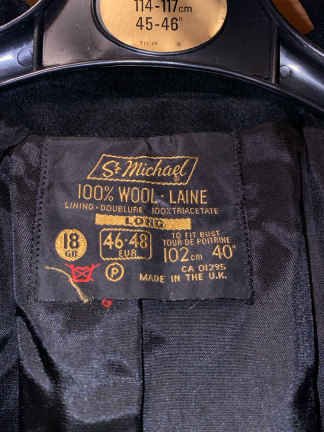 114-117cm
45-46"
St Michael
100% WOOL · LAINE
LINING · DOUBLURE 100% TRIACETATE
LONG
18
GB
46-48
EUR.
TO FIT BUST
TOUR DE POITRINE
102cm 40"
CA 01295
P
MADE IN THE U.K.